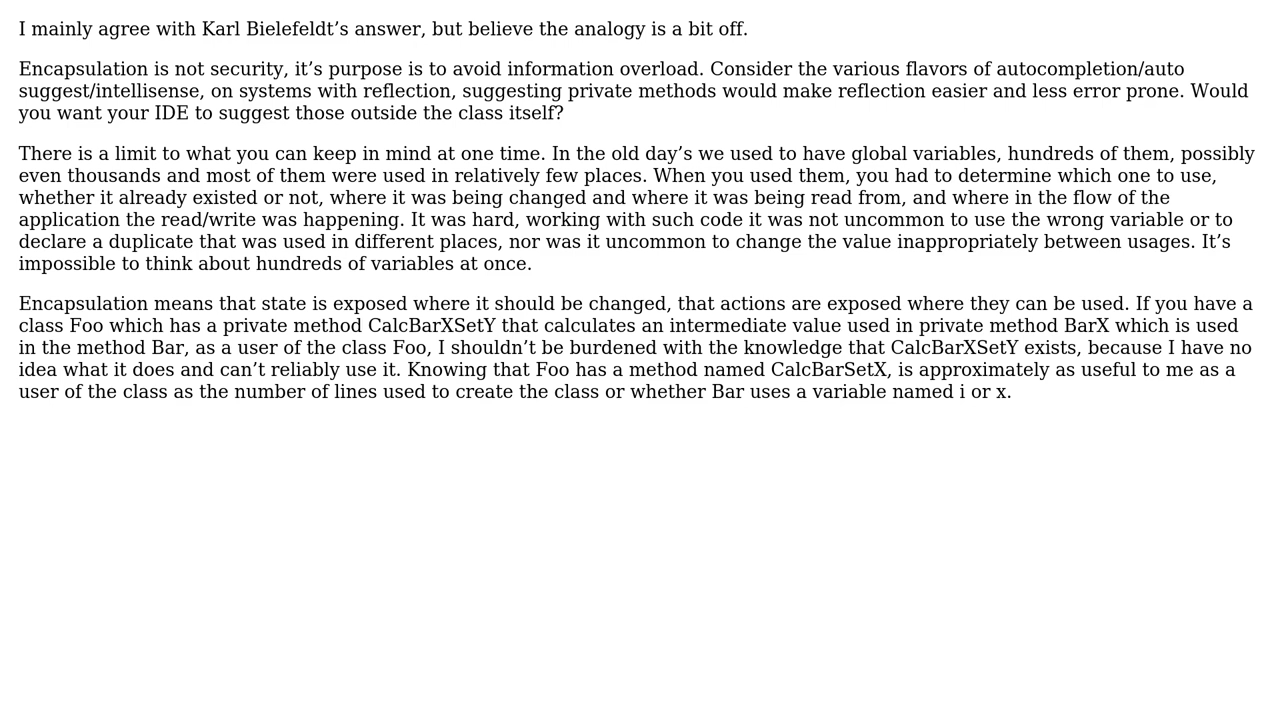 I mainly agree with Karl Bielefeldt’s answer, but believe the analogy is a bit off.
Encapsulation is not security, it’s purpose is to avoid information overload. Consider the various flavors of autocompletion/auto
suggest/intellisense, on systems with reflection, suggesting private methods would make reflection easier and less error prone. Would
you want your IDE to suggest those outside the class itself?
There is a limit to what you can keep in mind at one time. In the old day’s we used to have global variables, hundreds of them, possibly
even thousands and most of them were used in relatively few places. When you used them, you had to determine which one to use,
whether it already existed or not, where it was being changed and where it was being read from, and where in the flow of the
application the read/write was happening. It was hard, working with such code it was not uncommon to use the wrong variable or to
declare a duplicate that was used in different places, nor was it uncommon to change the value inappropriately between usages. It’s
impossible to think about hundreds of variables at once.
Encapsulation means that state is exposed where it should be changed, that actions are exposed where they can be used. If you have a
class Foo which has a private method CalcBarXSetY that calculates an intermediate value used in private method BarX which is used
in the method Bar, as a user of the class Foo, I shouldn’t be burdened with the knowledge that CalcBarXSetY exists, because I have no
idea what it does and can’t reliably use it. Knowing that Foo has a method named CalcBarSetX, is approximately as useful to me as a
user of the class as the number of lines used to create the class or whether Bar uses a variable named i or x.